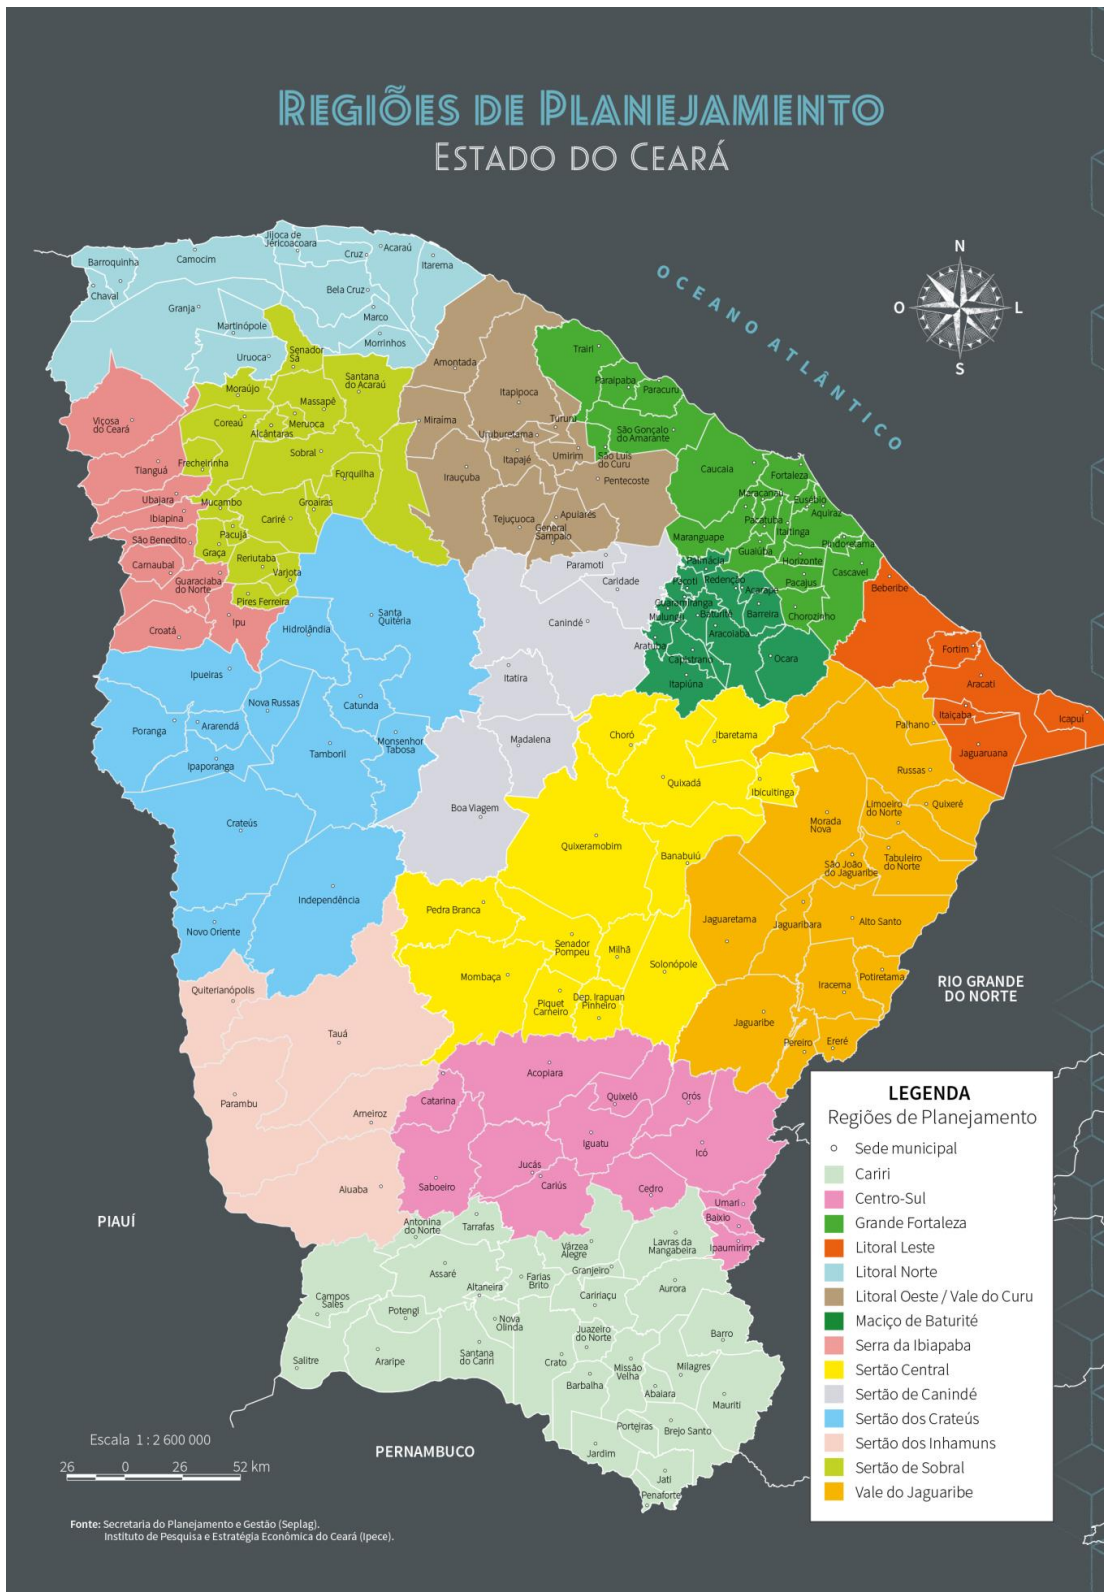 REGIÕES DE PLANEJAMENTO
ESTADO DO CEARÁ
N
O
L
S
OCEANO ATLÂNTICO
Jijoca de
Jericoacoara
Acaraú
Cruz
Camocim
Itarema
Barroquinha
Chaval
Bela Cruz
Granja
Marco
Martinópole
Morrinhos
Uruoca
Senador
Sá
Trairi
Amontada
Santana
do Acaraú
Moraújo
Paraipaba
Paracuru
Itapipoca
Massapê
Viçosa
do Ceará
Coreaú
Meruoca
Alcântaras
Miraíma
Tururu
Uruburetama
São Gonçalo
do Amarante
Sobral
Itapajé
Umirim
São Luís
do Curu
Frecheirinha
Tianguá
Forquilha
Irauçuba
Pentecoste
Caucaia
Fortaleza
Ubajara
Maracanaú
Eusébio
Mucambo
Groaíras
Aquiraz
Ibiapina
Cariré
Tejuçuoca
Apuiarés
Pacatuba
Itaitinga
Pacujá
General
Sampaio
São Benedito
Graça
Maranguape
Pindoretama
Guaiúba
Reriutaba
Paramoti
Palmácia
Horizonte
Carnaubal
Varjota
Cascavel
Guaraciaba
do Norte
Caridade
Pacoti
Redenção
Pacajus
Acarape
Beberibe
Pires Ferreira
Guaramiranga
Mulungu
Baturité
Barreira
Chorozinho
Ipu
Santa
Quitéria
Croatá
Hidrolândia
Canindé
Aracoiaba
Aratuba
Capistrano
Ocara
Fortim
Ipueiras
Itatira
Itapiúna
Aracati
Nova Russas
Catunda
Itaiçaba
Icapuí
Poranga
Ararendá
Palhano
Choró
Ibaretama
Monsenhor
Tabosa
Madalena
Tamboril
Jaguaruana
Ipaporanga
Russas
Quixadá
Ibicuitinga
Boa Viagem
Limoeiro
do Norte
Quixeré
Crateús
Morada
Nova
Quixeramobim
Banabuiú
São João
do Jaguaribe
Tabuleiro
do Norte
Independência
Pedra Branca
Jaguaretama
Jaguaribara
Alto Santo
Novo Oriente
Senador
Pompeu
Milhã
Solonópole
Mombaça
Potiretama
Iracema
RIO GRANDE
DO NORTE
Quiterianópolis
Piquet
Carneiro
Dep. Irapuan
Pinheiro
Jaguaribe
Tauá
Pereiro
Ereré
Acopiara
Parambu
Catarina
Quixelô
Orós
Arneiroz
Iguatu
Icó
Jucás
Saboeiro
Cariús
Cedro
Aiuaba
Umari
Baixio
Ipaumirim
PIAUÍ
Antonina
do Norte
Tarrafas
Várzea
Alegre
Lavras da
Mangabeira
Assaré
Granjeiro
Altaneira
Farias
Brito
Aurora
Campos
Sales
Caririaçu
Potengi
Nova
Olinda
Juazeiro
do Norte
Barro
Salitre
Araripe
Santana
do Cariri
Crato
Missão
Velha
Milagres
Barbalha
Abaiara
Mauriti
Porteiras
Brejo Santo
Jardim
Jati
Penaforte
PERNAMBUCO
LEGENDA
Regiões de Planejamento
Sede municipal
Cariri
Centro-Sul
Grande Fortaleza
Litoral Leste
Litoral Norte
Litoral Oeste / Vale do Curu
Maciço de Baturité
Serra da Ibiapaba
Sertão Central
Sertão de Canindé
Sertão dos Crateús
Sertão dos Inhamuns
Sertão de Sobral
Vale do Jaguaribe
Escala 1 : 2 600 000
26 0 26 52 km
Fonte: Secretaria do Planejamento e Gestão (Seplag).
Instituto de Pesquisa e Estratégia Econômica do Ceará (Ipece).